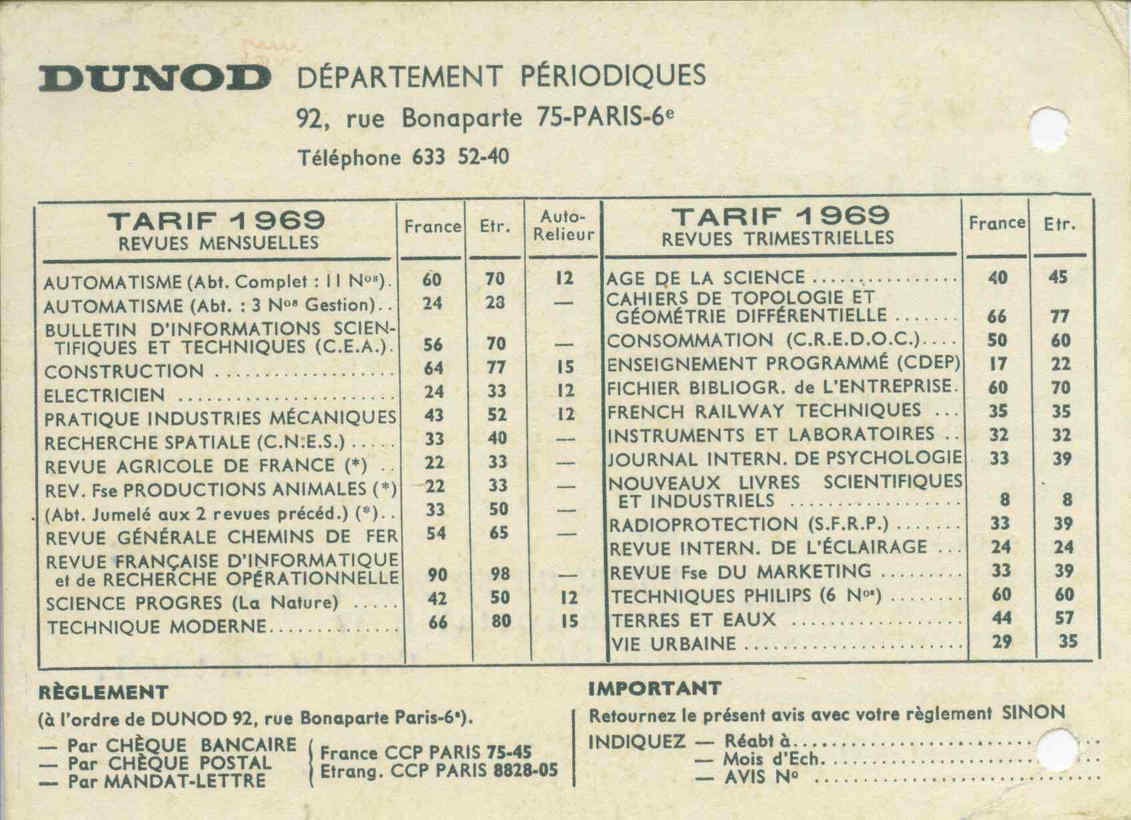 DUNOD DÉPARTEMENT PÉRIODIQUES
92, rue Bonaparte 75-PARIS-6e
Téléphone 633 52-40
TARIF 1969
REVUES MENSUELLES
France Etr. Auto-
Relieur
AUTOMATISME (Abt. Complet : 11 Nos). 60 70 12
AUTOMATISME (Abt. : 3 Nos Gestion).. 24 28 —
BULLETIN D'INFORMATIONS SCIEN-
TIFIQUES ET TECHNIQUES (C.E.A.). 56 70 —
CONSTRUCTION ................... 64 77 15
ELECTRICIEN ....................... 24 33 12
PRATIQUE INDUSTRIES MÉCANIQUES 43 52 12
RECHERCHE SPATIALE (C.N.E.S.) ..... 33 40 —
REVUE AGRICOLE DE FRANCE (*) .. 22 33 —
REV. Fse PRODUCTIONS ANIMALES (*) 22 33 —
(Abt. Jumelé aux 2 revues précéd.) (*).. 33 50 —
REVUE GÉNÉRALE CHEMINS DE FER 54 65 —
REVUE FRANÇAISE D'INFORMATIQUE
et de RECHERCHE OPÉRATIONNELLE 90 98 —
SCIENCE PROGRES (La Nature) ..... 42 50 12
TECHNIQUE MODERNE.............. 66 80 15
TARIF 1969
REVUES TRIMESTRIELLES
France Etr.
AGE DE LA SCIENCE ................ 40 45
CAHIERS DE TOPOLOGIE ET
GÉOMÉTRIE DIFFÉRENTIELLE ....... 66 77
CONSOMMATION (C.R.E.D.O.C.).... 50 60
ENSEIGNEMENT PROGRAMMÉ (CDEP) 17 22
FICHIER BIBLIOGR. de L'ENTREPRISE. 60 70
FRENCH RAILWAY TECHNIQUES ... 35 35
INSTRUMENTS ET LABORATOIRES .. 32 32
JOURNAL INTERN. DE PSYCHOLOGIE 33 39
NOUVEAUX LIVRES SCIENTIFIQUES
ET INDUSTRIELS .................. 8 8
RADIOPROTECTION (S.F.R.P.) ....... 33 39
REVUE INTERN. DE L'ÉCLAIRAGE ... 24 24
REVUE Fse DU MARKETING ......... 33 39
TECHNIQUES PHILIPS (6 Nos) ........ 60 60
TERRES ET EAUX .................. 44 57
VIE URBAINE ....................... 29 35
RÈGLEMENT
(à l'ordre de DUNOD 92, rue Bonaparte Paris-6e).
— Par CHÈQUE BANCAIRE
— Par CHÈQUE POSTAL
— Par MANDAT-LETTRE
France CCP PARIS 75-45
Etrang. CCP PARIS 8828-05
IMPORTANT
Retournez le présent avis avec votre règlement SINON
INDIQUEZ — Réabt à.................................
— Mois d'Ech..............................
— AVIS No ...............................